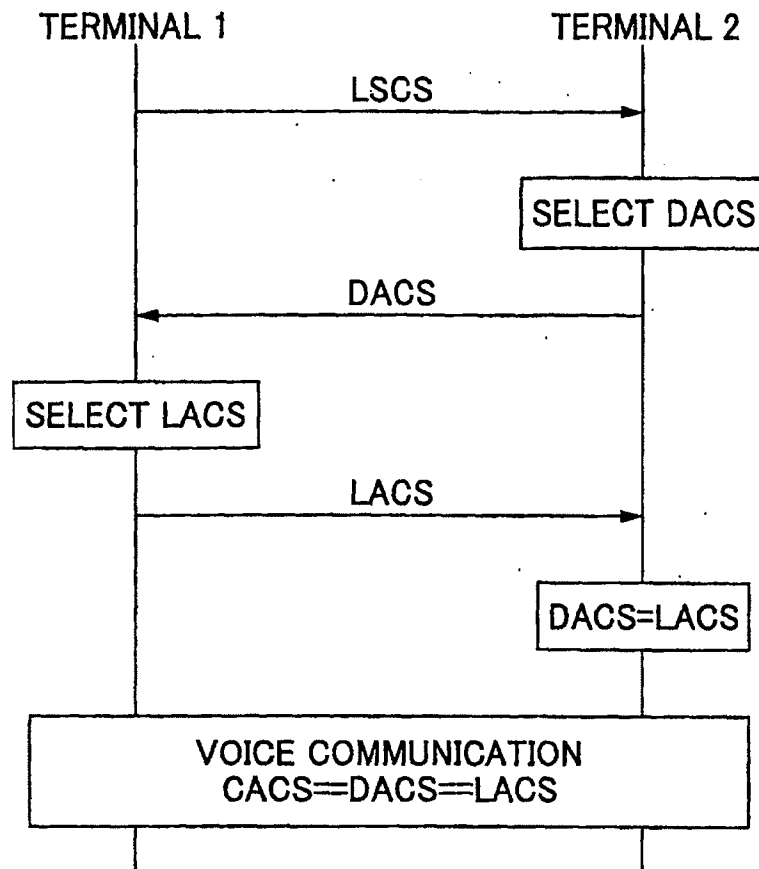 TERMINAL 1
TERMINAL 2
LSCS
SELECT DACS
DACS
SELECT LACS
LACS
DACS=LACS
VOICE COMMUNICATION
CACS==DACS==LACS